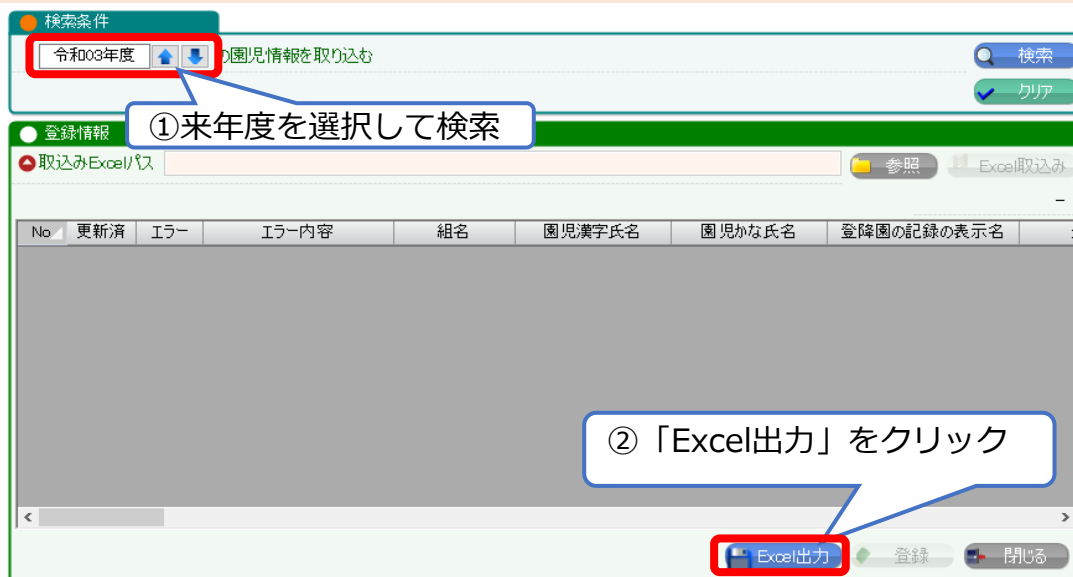 検索条件
令和03年度 の園児情報を取り込む 検索
クリア
①来年度を選択して検索
登録情報
取込みExcelパス 参照 Excel取込み
-
No 更新済 エラー エラー内容 組名 園児漢字氏名 園児かな氏名 登降園の記録の表示名
②「Excel出力」をクリック
Excel出力 登録 閉じる